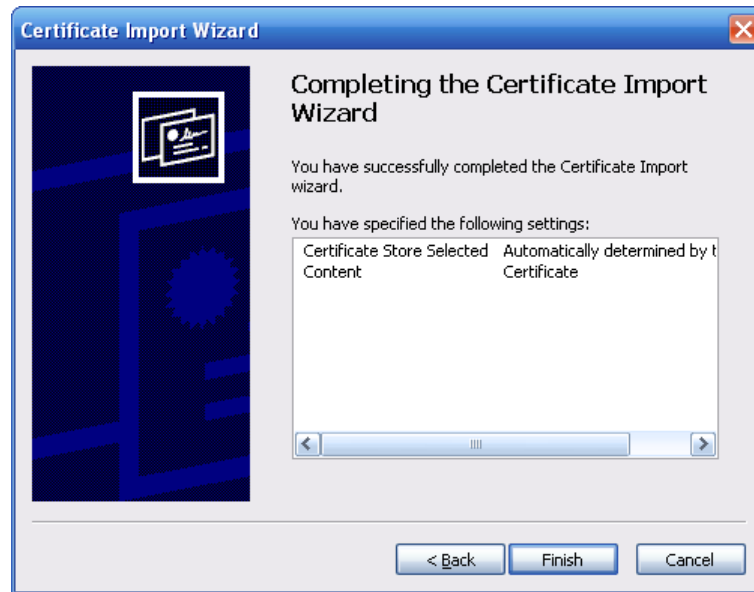 Certificate Import Wizard
Completing the Certificate Import
Wizard
You have successfully completed the Certificate Import
wizard.
You have specified the following settings:
Certificate Store Selected Automatically determined by t
Content Certificate
< Back Finish Cancel